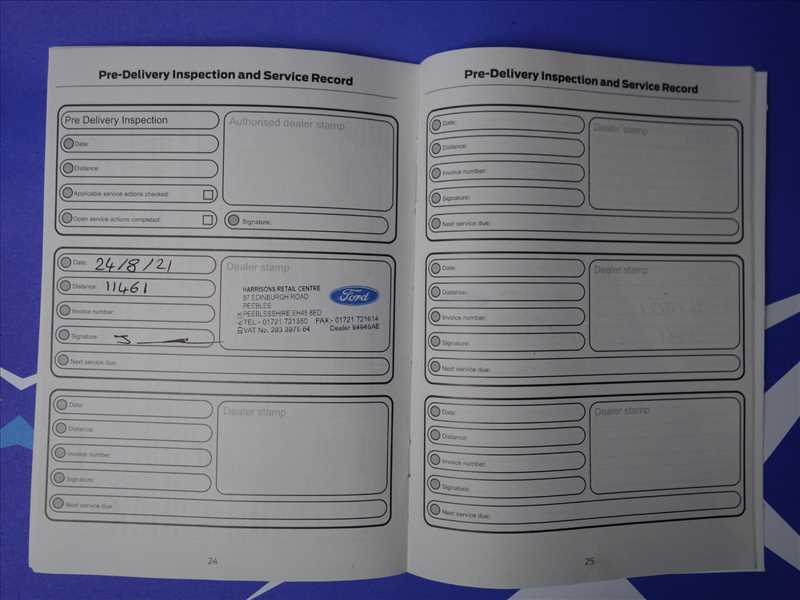 Pre-Delivery Inspection and Service Record
Pre Delivery Inspection
Authorised dealer stamp
Date:
Distance:
Applicable service actions checked:
Open service actions completed:
Signature:
Date: 24/8/21
Distance: 11461
Invoice number:
Signature:
Next service due:
Dealer stamp
HARRISONS RETAIL CENTRE
57 EDINBURGH ROAD
PEEBLES
PEEBLESSHIRE EH45 8ED
TEL - 01721 721350 FAX:- 01721 721614
VAT No. 293 3975 64 Dealer
Ford
Date:
Distance:
Invoice number:
Signature:
Next service due:
Dealer stamp
24
Pre-Delivery Inspection and Service Record
Date:
Distance:
Invoice number:
Signature:
Next service due:
Dealer stamp
Date:
Distance:
Invoice number:
Signature:
Next service due:
Dealer stamp
Date:
Distance:
Invoice number:
Signature:
Next service due:
Dealer stamp
25